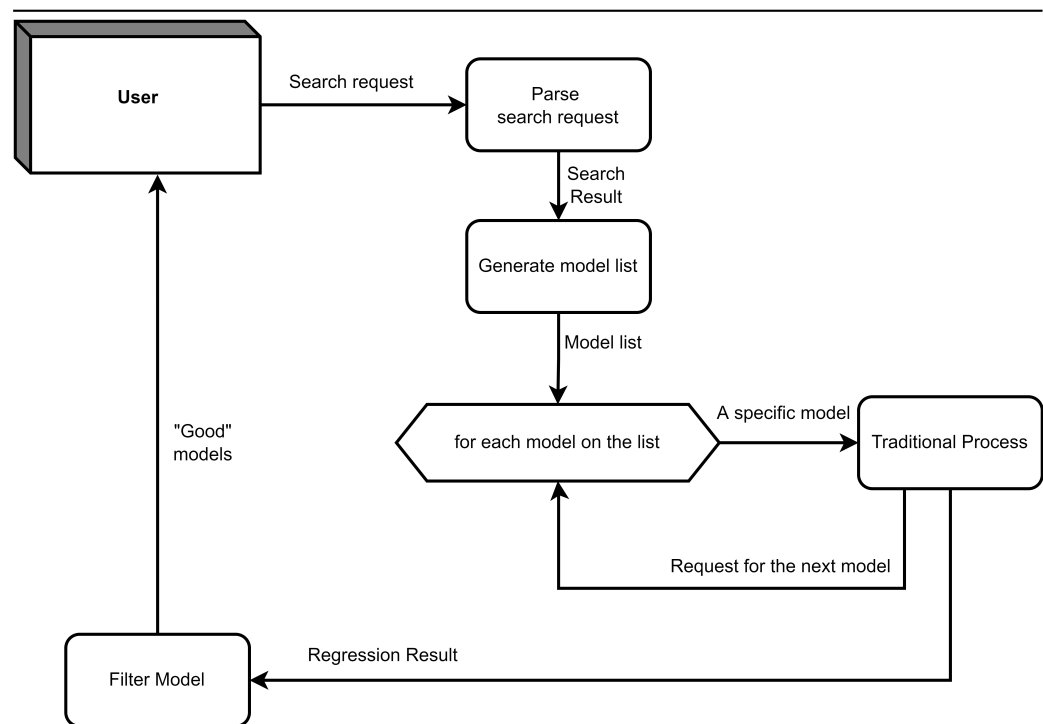 User
Search request
Parse
search request
Search
Result
Generate model list
Model list
for each model on the list
A specific model
Traditional Process
Request for the next model
"Good"
models
Regression Result
Filter Model